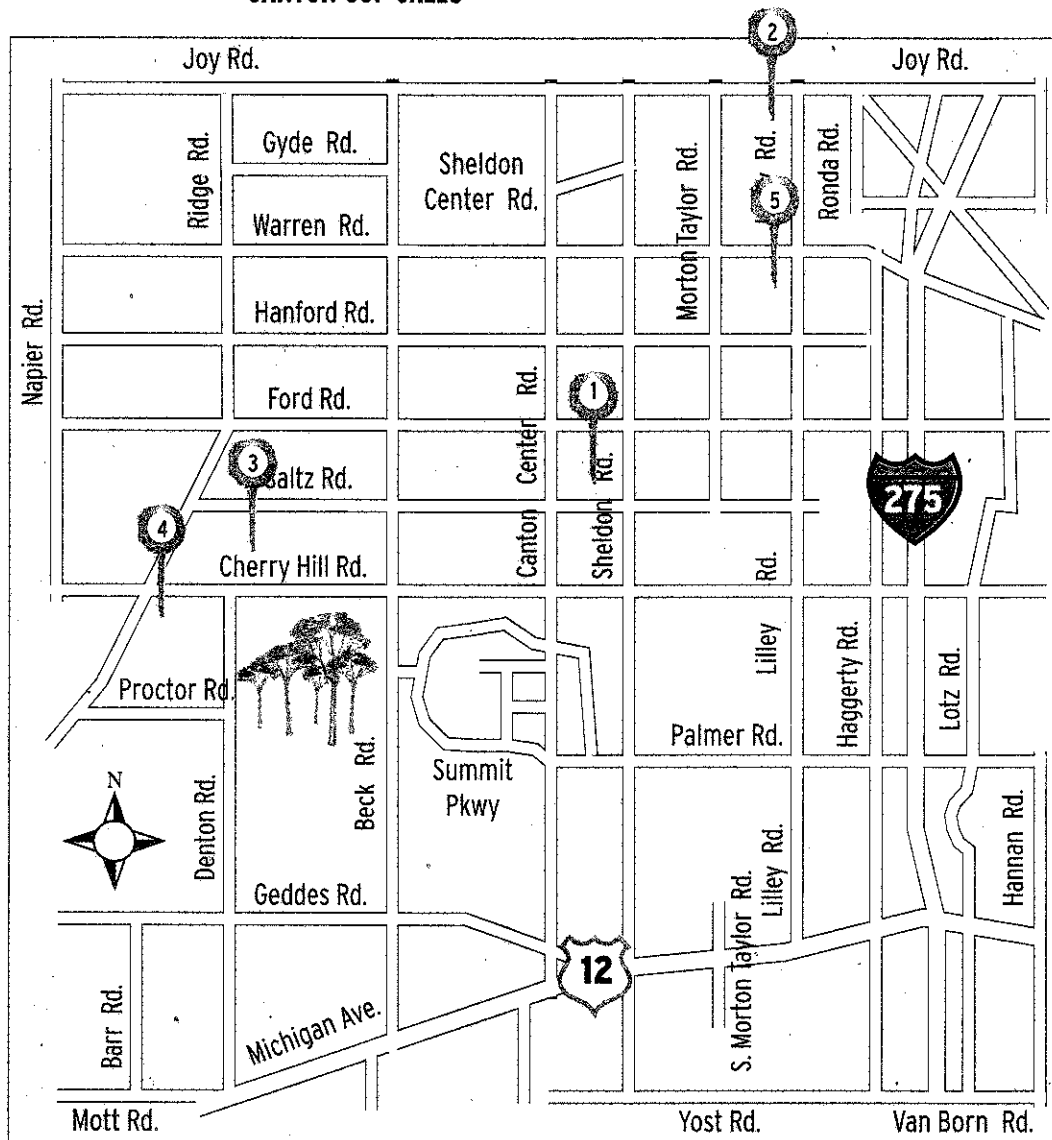 2
Joy Rd.
Joy Rd.
Gyde Rd.
Sheldon
Center Rd.
Ridge Rd.
Warren Rd.
Morton Taylor Rd.
Rd.
5
Ronda Rd.
Napier Rd.
Hanford Rd.
Ford Rd.
Canton Center Rd.
1
Sheldon Rd.
3
Saltz Rd.
4
275
Cherry Hill Rd.
Lilley Rd.
Proctor Rd.
Haggerty Rd.
Lotz Rd.
Palmer Rd.
Beck Rd.
Summit
Pkwy
N
Denton Rd.
Hannan Rd.
Geddes Rd.
Lilley Rd.
S. Morton Taylor Rd.
12
Barr Rd.
Michigan Ave.
Mott Rd.
Yost Rd.
Van Born Rd.